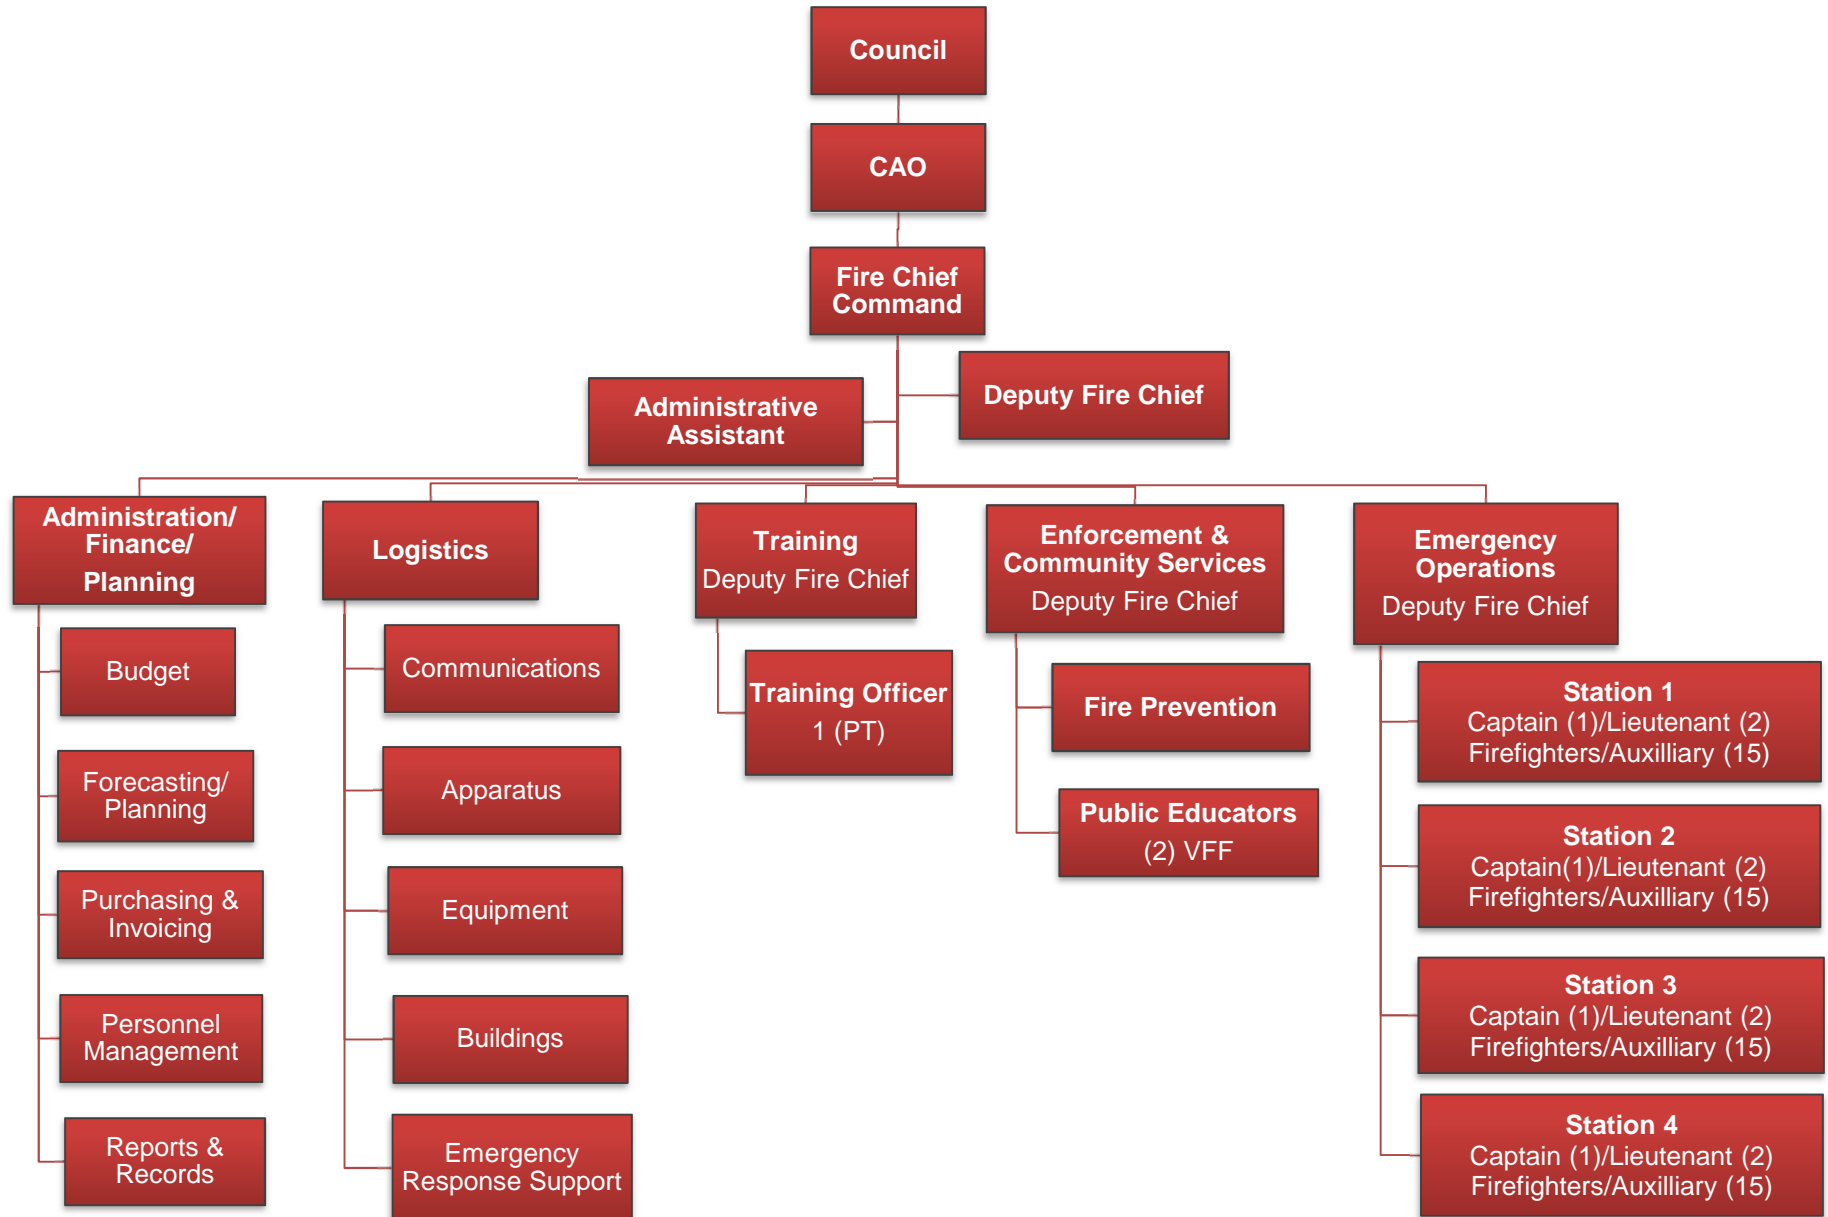 Council
CAO
Fire Chief
Command
Administrative
Assistant
Deputy Fire Chief
Administration/
Finance/
Planning
Budget
Forecasting/
Planning
Purchasing &
Invoicing
Personnel
Management
Reports &
Records
Logistics
Communications
Apparatus
Equipment
Buildings
Emergency
Response Support
Training
Deputy Fire Chief
Training Officer
1 (PT)
Enforcement &
Community Services
Deputy Fire Chief
Fire Prevention
Public Educators
(2) VFF
Emergency
Operations
Deputy Fire Chief
Station 1
Captain (1)/Lieutenant (2)
Firefighters/Auxilliary (15)
Station 2
Captain(1)/Lieutenant (2)
Firefighters/Auxilliary (15)
Station 3
Captain (1)/Lieutenant (2)
Firefighters/Auxilliary (15)
Station 4
Captain (1)/Lieutenant (2)
Firefighters/Auxilliary (15)